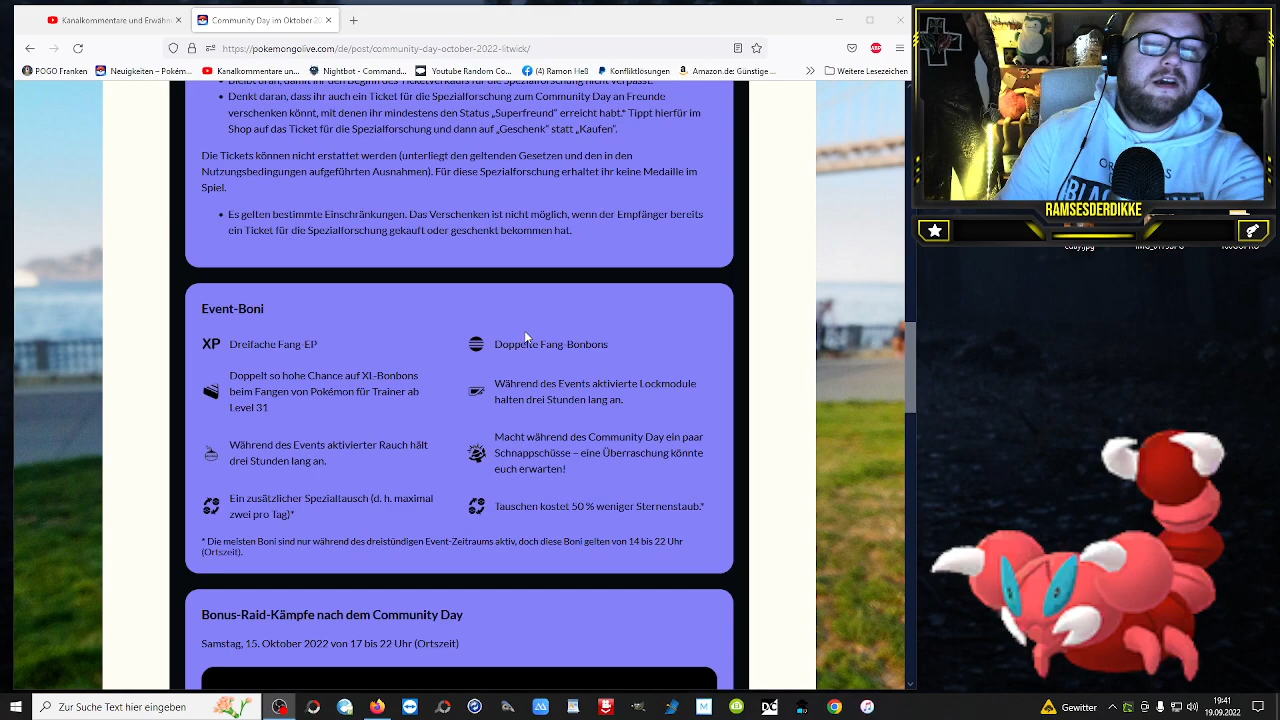 Kanalkommentare und Erwähn
Community Day im Oktober 20
https://pokemongolive.com/de/post/community-day-october-2022-litwick/
POGO Franken
Neuigkeiten – Pokém...
Kanalkommentare un...
Nightbot - Command...
Youtube Randoms Co...
(4) Ramon Heß
Konfliktlösungen
Amazon.de Günstige ...
Weitere Lesezeichen
Denkt daran, dass ihr auch ein Ticket für die Spezialforschung zum Community Day an Freunde
verschenken könnt, mit denen ihr mindestens den Status „Superfreund“ erreicht habt.* Tippt hierfür im
Shop auf das Ticket für die Spezialforschung und dann auf „Geschenk“ statt „Kaufen“.
Die Tickets können nicht erstattet werden (unterliegt den geltenden Gesetzen und den in den
Nutzungsbedingungen aufgeführten Ausnahmen). Für diese Spezialforschung erhaltet ihr keine Medaille im
Spiel.
Es gelten bestimmte Einschränkungen. Das Verschenken ist nicht möglich, wenn der Empfänger bereits
ein Ticket für die Spezialforschung gekauft oder geschenkt bekommen hat.
Event-Boni
XP Dreifache Fang-EP
Doppelte Fang-Bonbons
Doppelt so hohe Chance auf XL-Bonbons
beim Fangen von Pokémon für Trainer ab
Level 31
Während des Events aktivierte Lockmodule
halten drei Stunden lang an.
Während des Events aktivierter Rauch hält
drei Stunden lang an.
Macht während des Community Day ein paar
Schnappschüsse – eine Überraschung könnte
euch erwarten!
Ein zusätzlicher Spezialtausch (d. h. maximal
zwei pro Tag)*
Tauschen kostet 50 % weniger Sternenstaub.*
* Die meisten Boni sind nur während des dreistündigen Event-Zeitraums aktiv, doch diese Boni gelten von 14 bis 22 Uhr
(Ortszeit).
Bonus-Raid-Kämpfe nach dem Community Day
Samstag, 15. Oktober 2022 von 17 bis 22 Uhr (Ortszeit)
RAMSESDERDIKKE
Zur Suche Text hier eingeben
19:41
19.09.2022